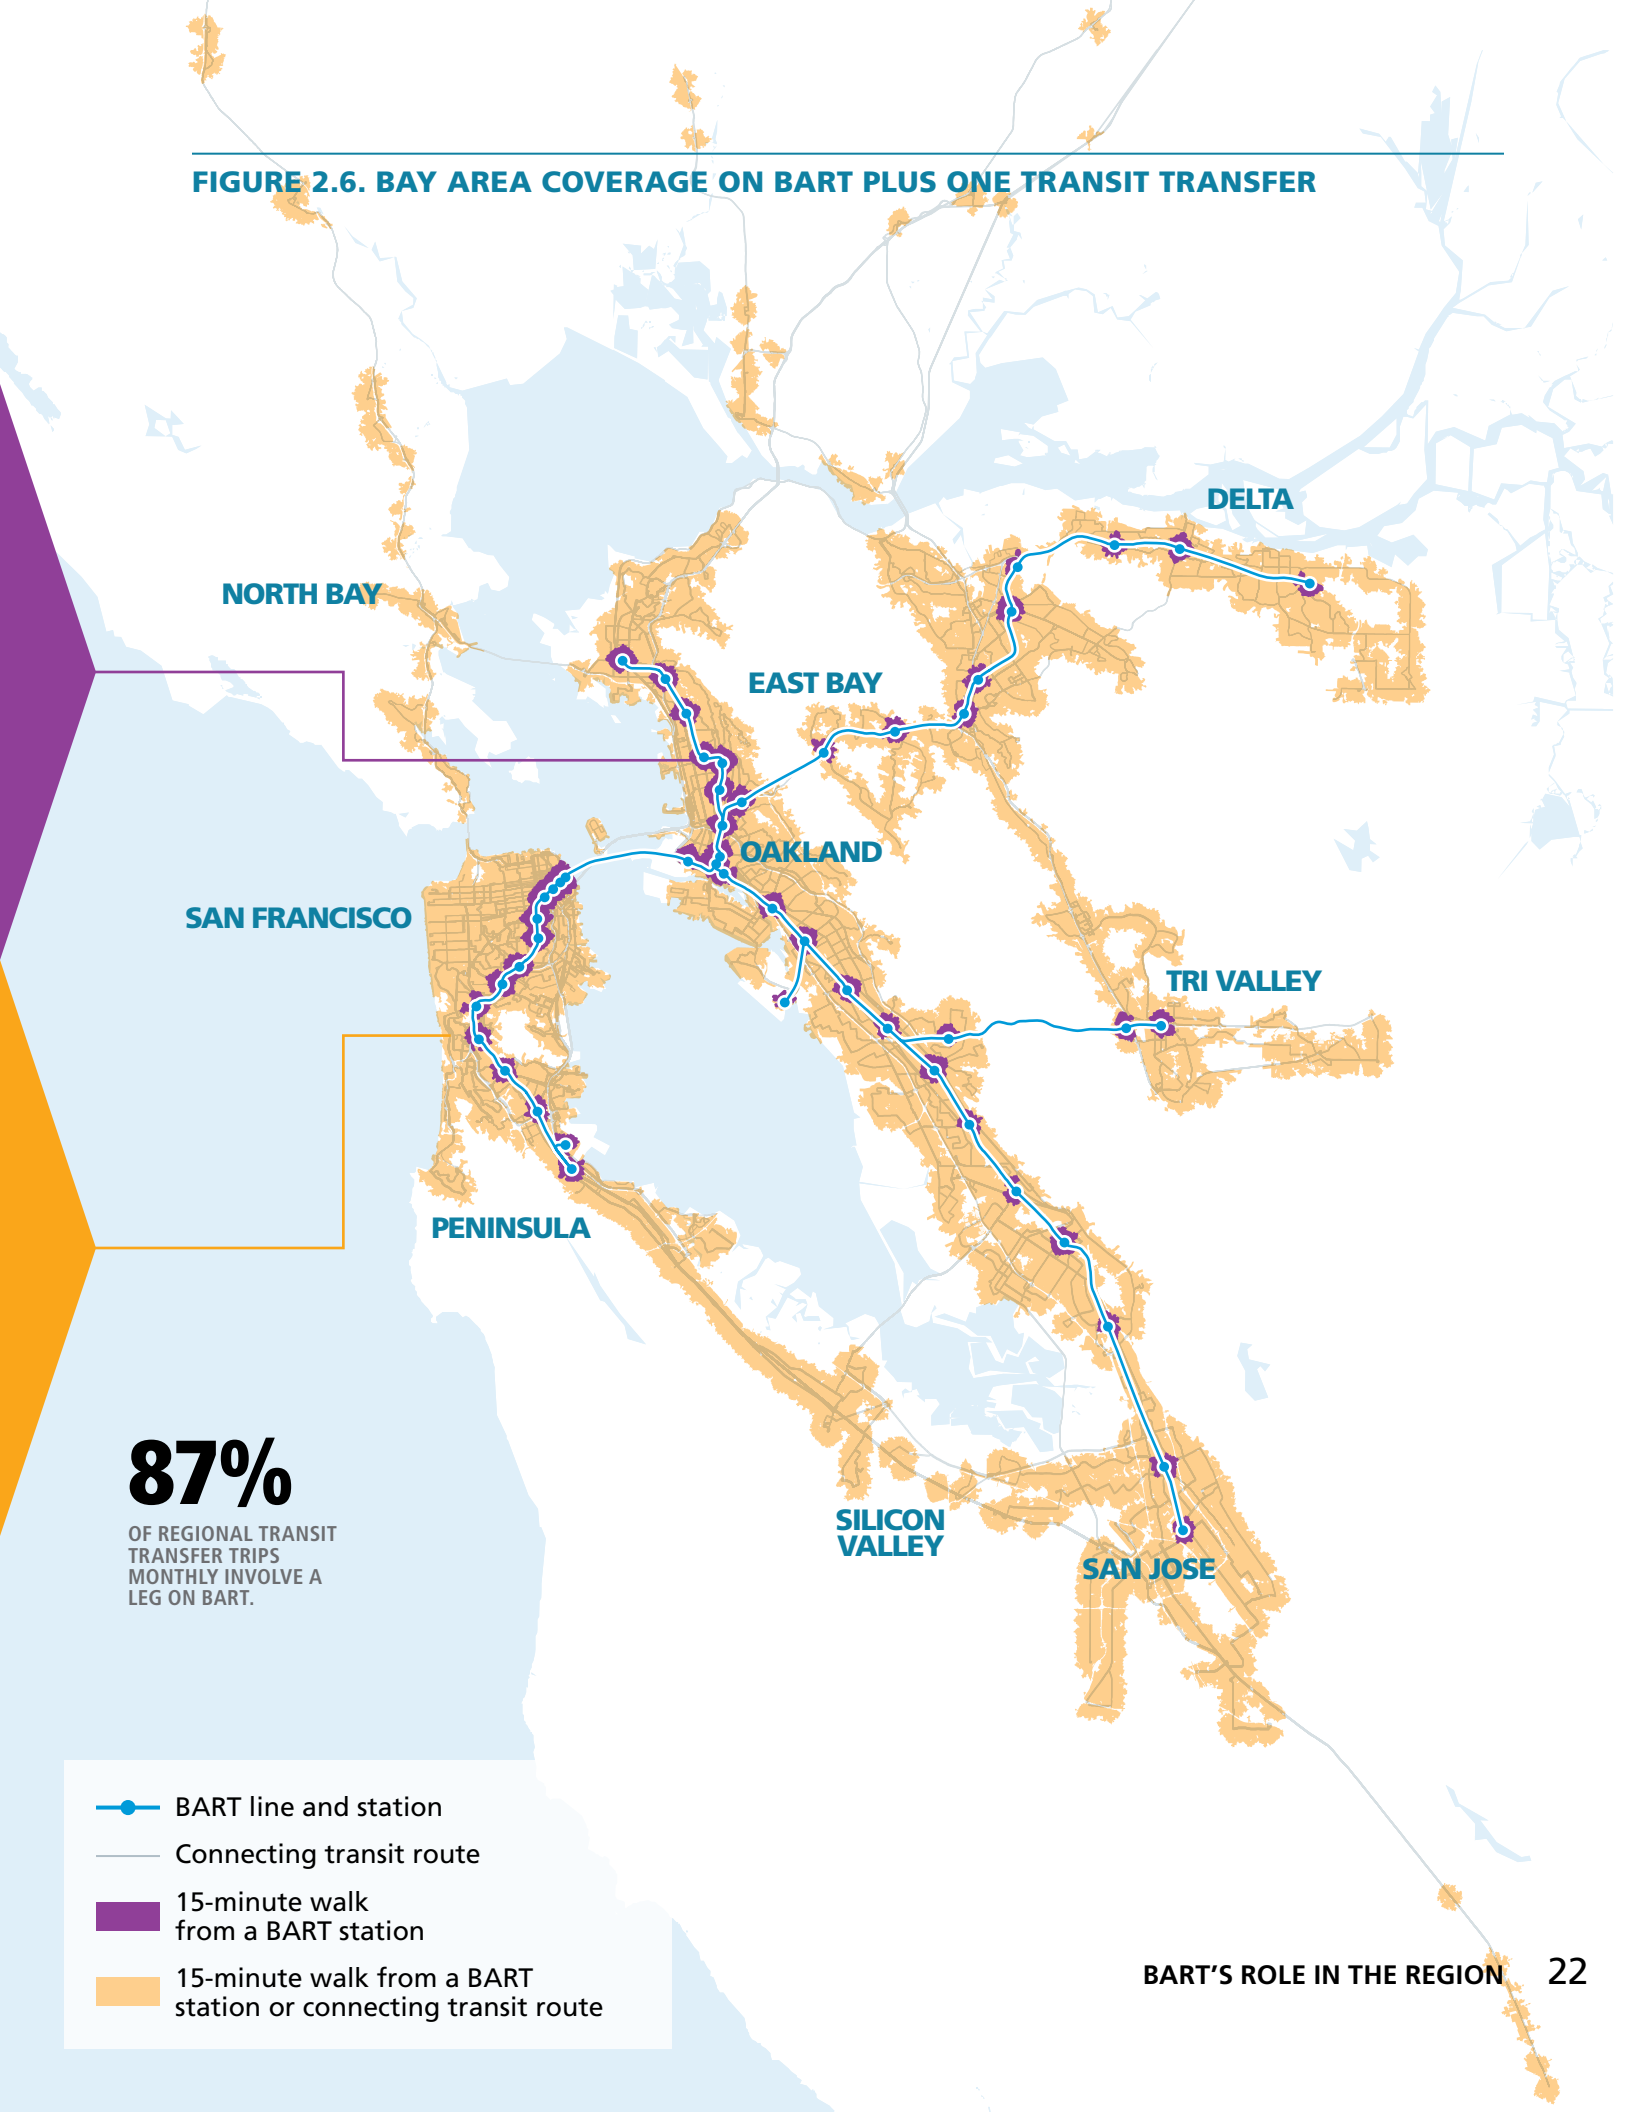 FIGURE 2.6. BAY AREA COVERAGE ON BART PLUS ONE TRANSIT TRANSFER
DELTA
NORTH BAY
EAST BAY
OAKLAND
SAN FRANCISCO
TRI VALLEY
PENINSULA
SILICON
VALLEY
SAN JOSE
87%
OF REGIONAL TRANSIT
TRANSFER TRIPS
MONTHLY INVOLVE A
LEG ON BART.
BART line and station
Connecting transit route
15-minute walk
from a BART station
15-minute walk from a BART
station or connecting transit route
BART’S ROLE IN THE REGION 22